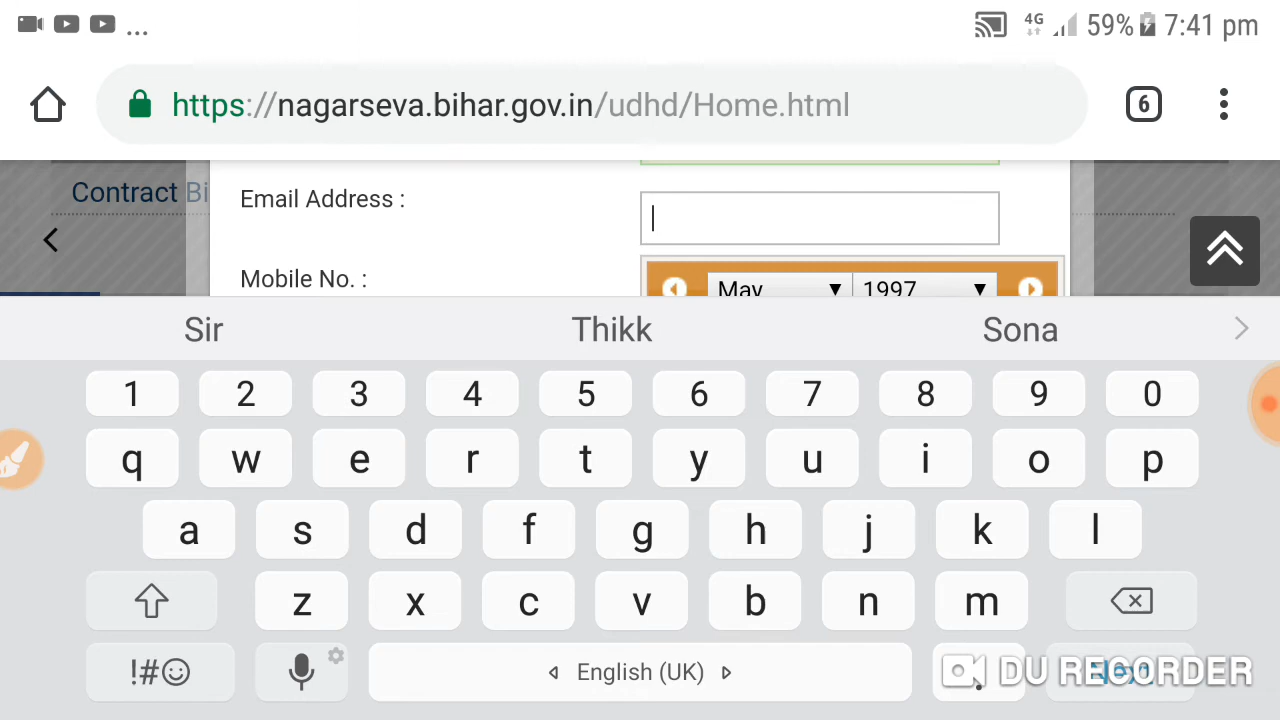 ... 4G 59% 7:41 pm
https://nagarseva.bihar.gov.in/udhd/Home.html 6
Contract Bi
Email Address :
Mobile No. : May 1997
Sir Thikk Sona
1 2 3 4 5 6 7 8 9 0
q w e r t y u i o p
a s d f g h j k l
z x c v b n m
!#☺ English (UK) . Next
DU RECORDER